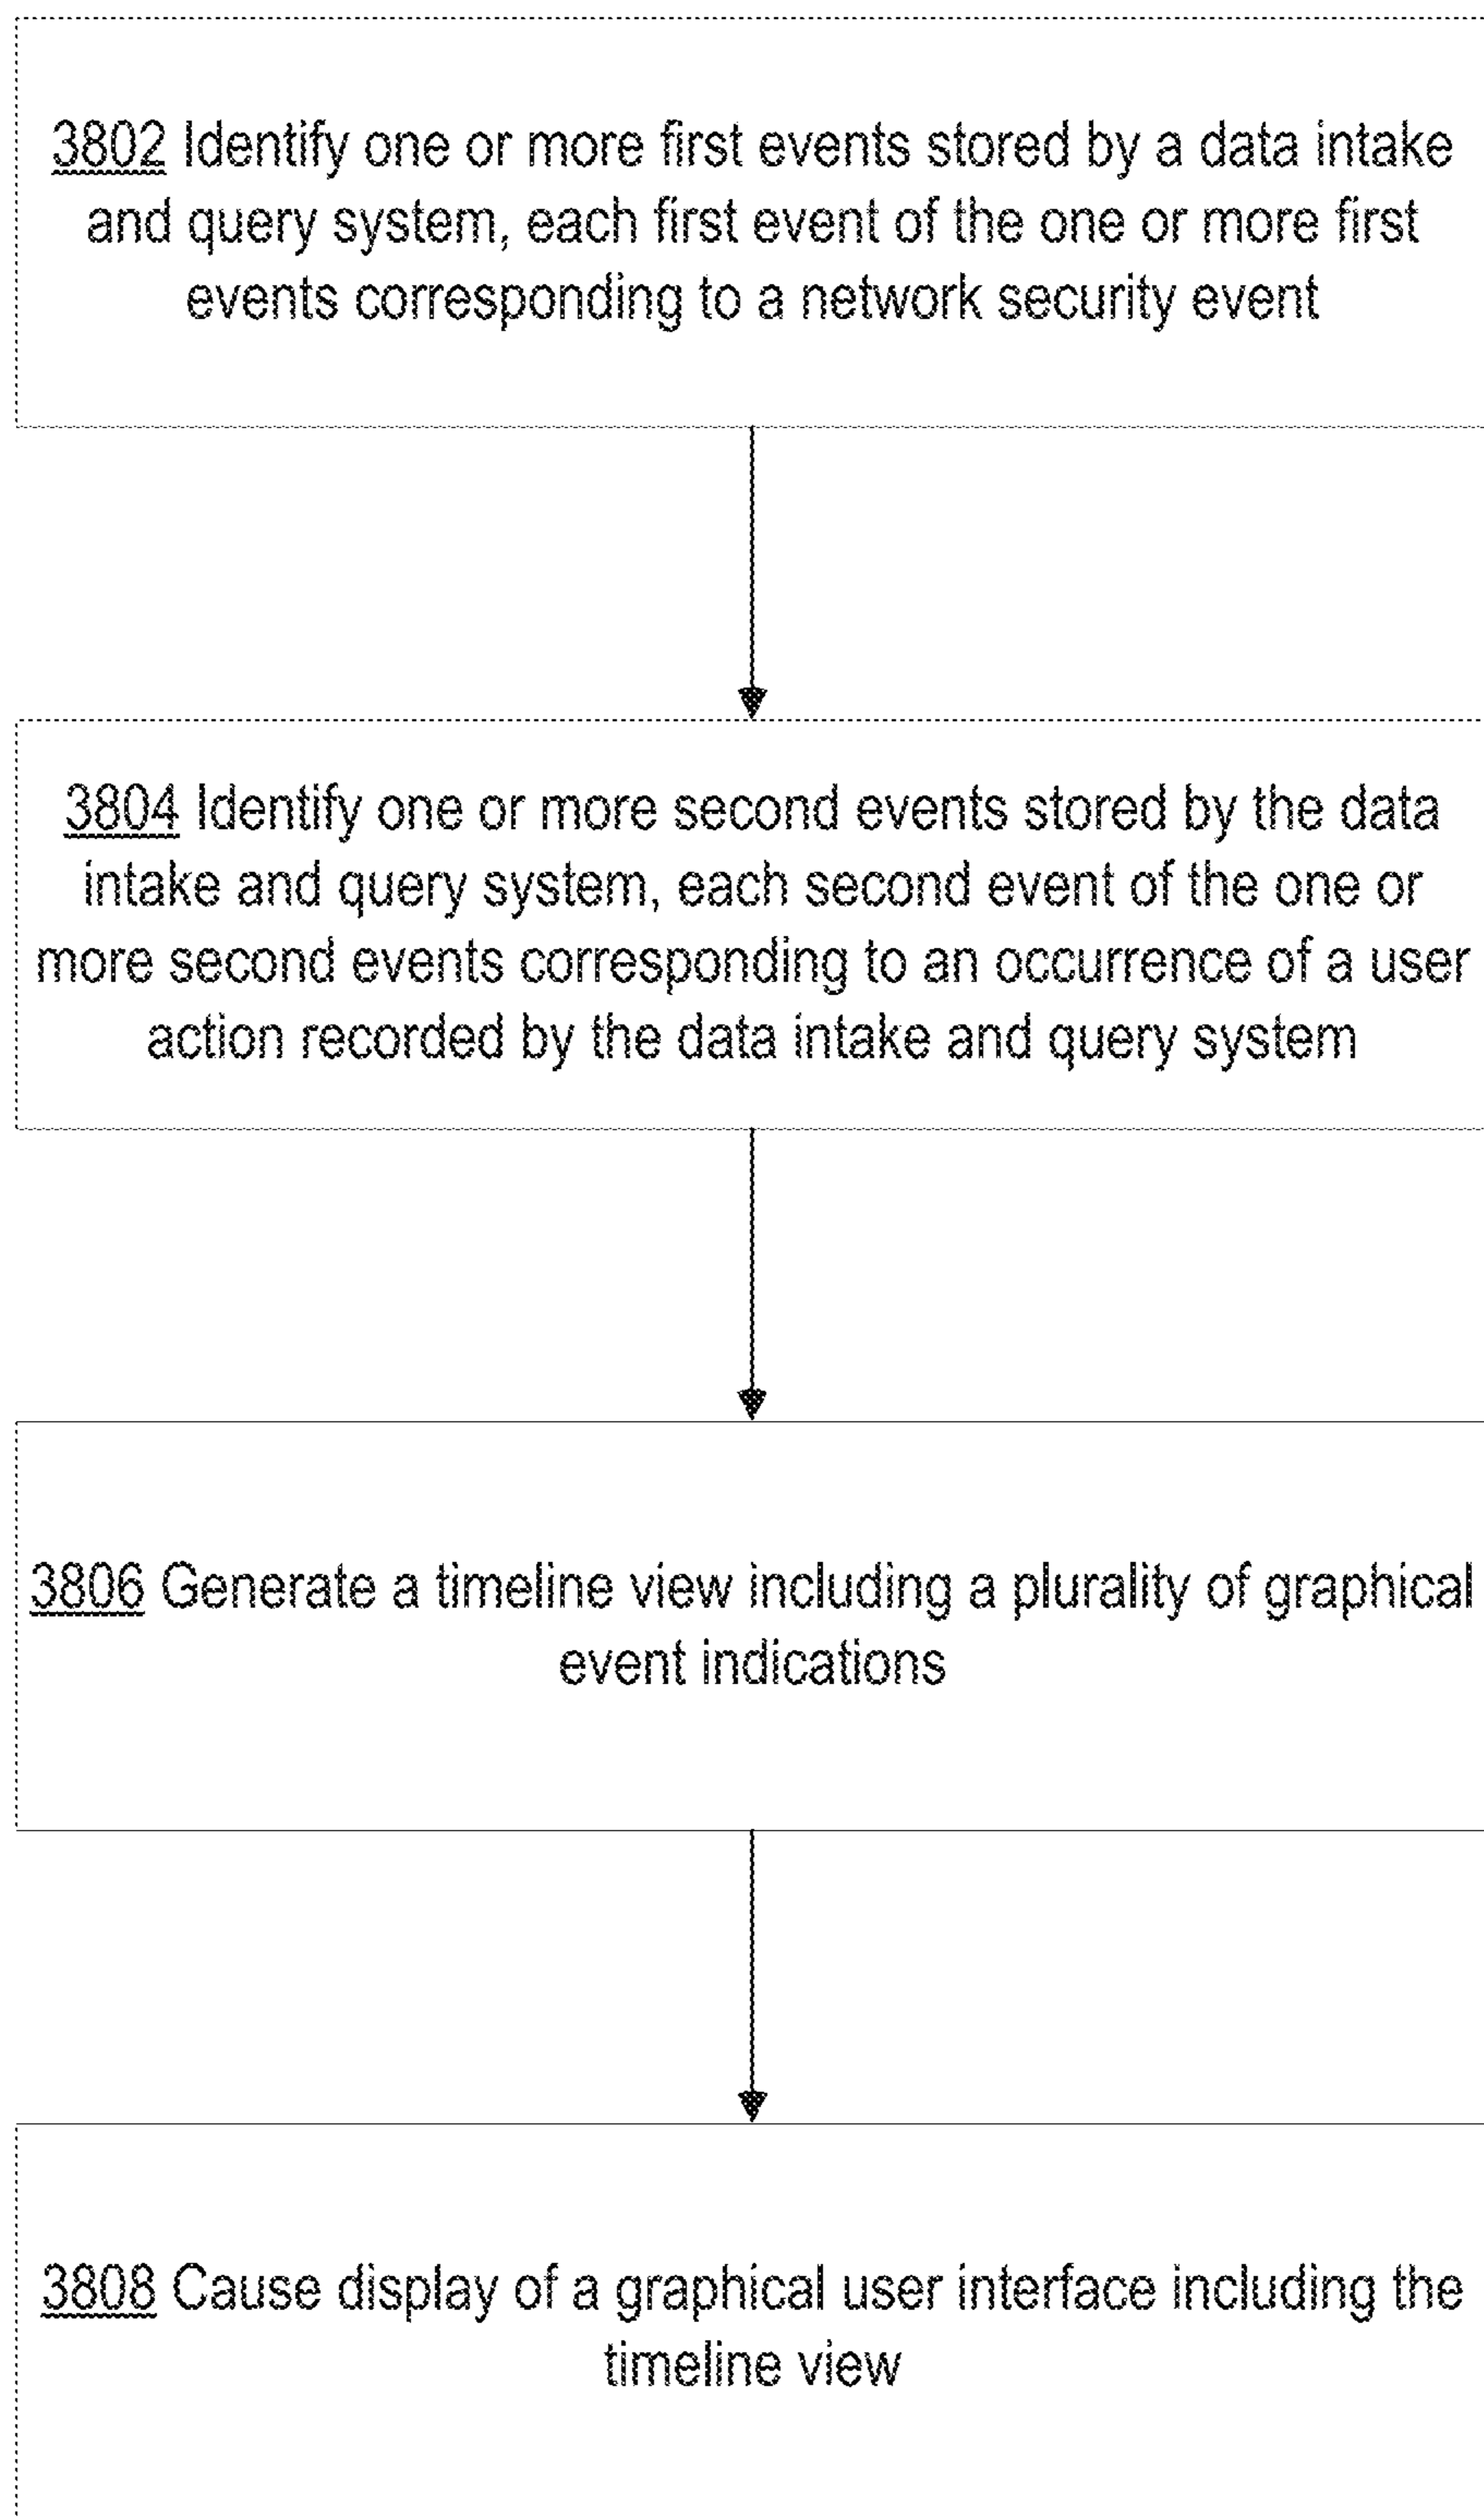 3802 Identify one or more first events stored by a data intake
and query system, each first event of the one or more first
events corresponding to a network security event
3804 Identify one or more second events stored by the data
intake and query system, each second event of the one or
more second events corresponding to an occurrence of a user
action recorded by the data intake and query system
3806 Generate a timeline view including a plurality of graphical
event indications
3808 Cause display of a graphical user interface including the
timeline view